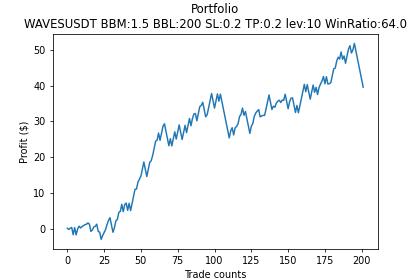 Portfolio
WAVESUSDT BBM:1.5 BBL:200 SL:0.2 TP:0.2 lev:10 WinRatio:64.0
Profit ($)
50
40
30
20
10
0
0 25 50 75 100 125 150 175 200
Trade counts